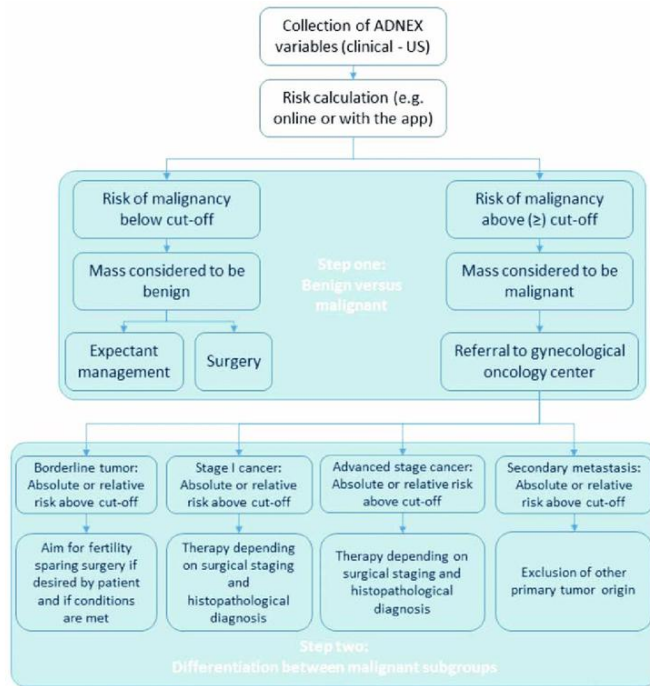 Collection of ADNEX
variables (clinical - US)
Risk calculation (e.g.
online or with the app)
Risk of malignancy
below cut-off
Risk of malignancy
above (≥) cut-off
Mass considered to be
benign
Step one:
Benign versus
malignant
Mass considered to be
malignant
Expectant
management
Surgery
Referral to gynecological
oncology center
Borderline tumor:
Absolute or relative
risk above cut-off
Stage I cancer:
Absolute or relative
risk above cut-off
Advanced stage cancer:
Absolute or relative risk
above cut-off
Secondary metastasis:
Absolute or relative
risk above cut-off
Aim for fertility
sparing surgery if
desired by patient
and if conditions
are met
Therapy depending
on surgical staging
and
histopathological
diagnosis
Therapy depending on
surgical staging and
histopathological
diagnosis
Exclusion of other
primary tumor origin
Step two:
Differentiation between malignant subgroups